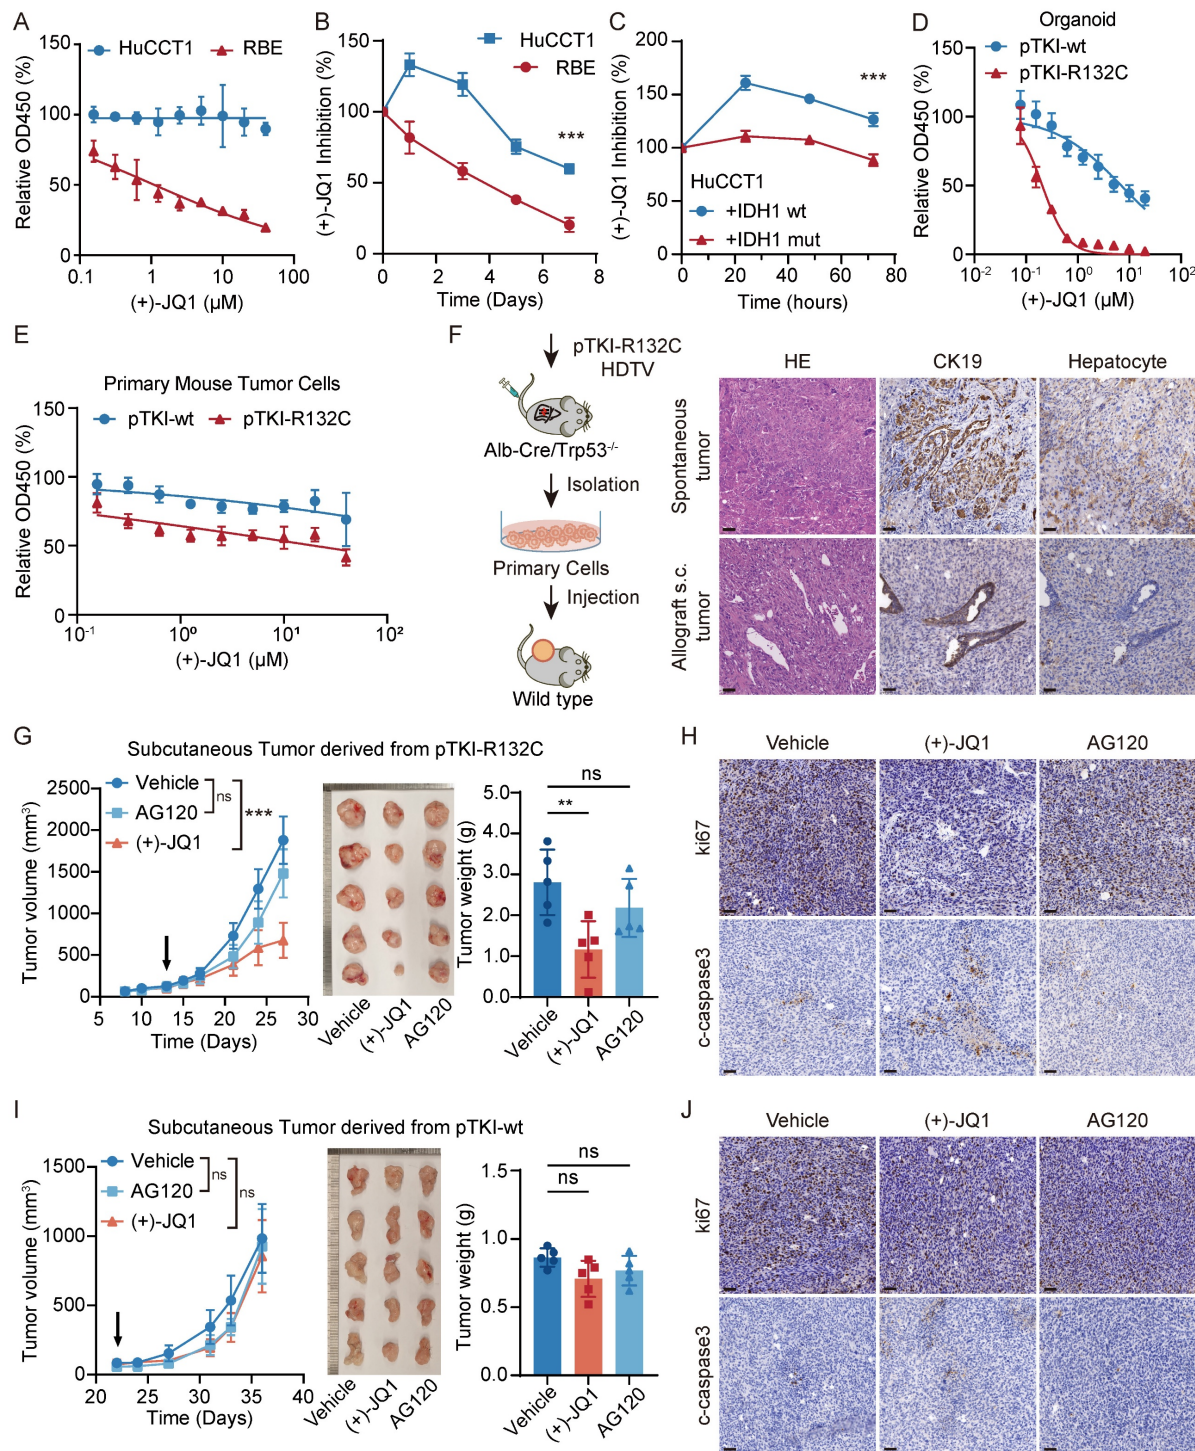 A
150
HuCCT1
RBE
Relative OD450 (%)
100
50
0
0.1
1
10
100
(+)-JQ1 (µM)
B
150
HuCCT1
RBE
(+)-JQ1 Inhibition (%)
100
50
0
***
0
2
4
6
8
Time (Days)
C
200
150
100
50
0
(+)-JQ1 Inhibition (%)
***
HuCCT1
+IDH1 wt
+IDH1 mut
0
20
40
60
80
Time (hours)
D
Organoid
pTKI-wt
pTKI-R132C
150
100
50
0
Relative OD450 (%)
10⁻²
10⁻¹
10⁰
10¹
10²
(+)-JQ1 (µM)
E
Primary Mouse Tumor Cells
pTKI-wt
pTKI-R132C
150
100
50
0
Relative OD450 (%)
10⁻¹
10⁰
10¹
10²
(+)-JQ1 (µM)
F
pTKI-R132C
HDTV
Alb-Cre/Trp53⁻/⁻
Isolation
Primary Cells
Injection
Wild type
HE
CK19
Hepatocyte
Spontaneous
tumor
Allograft s.c.
tumor
G
Subcutaneous Tumor derived from pTKI-R132C
Vehicle
AG120
(+)-JQ1
ns
***
2500
2000
1500
1000
500
0
Tumor volume (mm³)
5
10
15
20
25
30
Time (Days)
Vehicle
(+)-JQ1
AG120
ns
**
5.0
4.0
3.0
2.0
1.0
0.0
Tumor weight (g)
Vehicle
(+)-JQ1
AG120
H
Vehicle
(+)-JQ1
AG120
ki67
c-caspase3
I
Subcutaneous Tumor derived from pTKI-wt
Vehicle
AG120
(+)-JQ1
ns
ns
1500
1000
500
0
Tumor volume (mm³)
20
25
30
35
40
Time (Days)
Vehicle
(+)-JQ1
AG120
ns
ns
1.5
1.0
0.5
0.0
Tumor weight (g)
Vehicle
(+)-JQ1
AG120
J
Vehicle
(+)-JQ1
AG120
ki67
c-caspase3